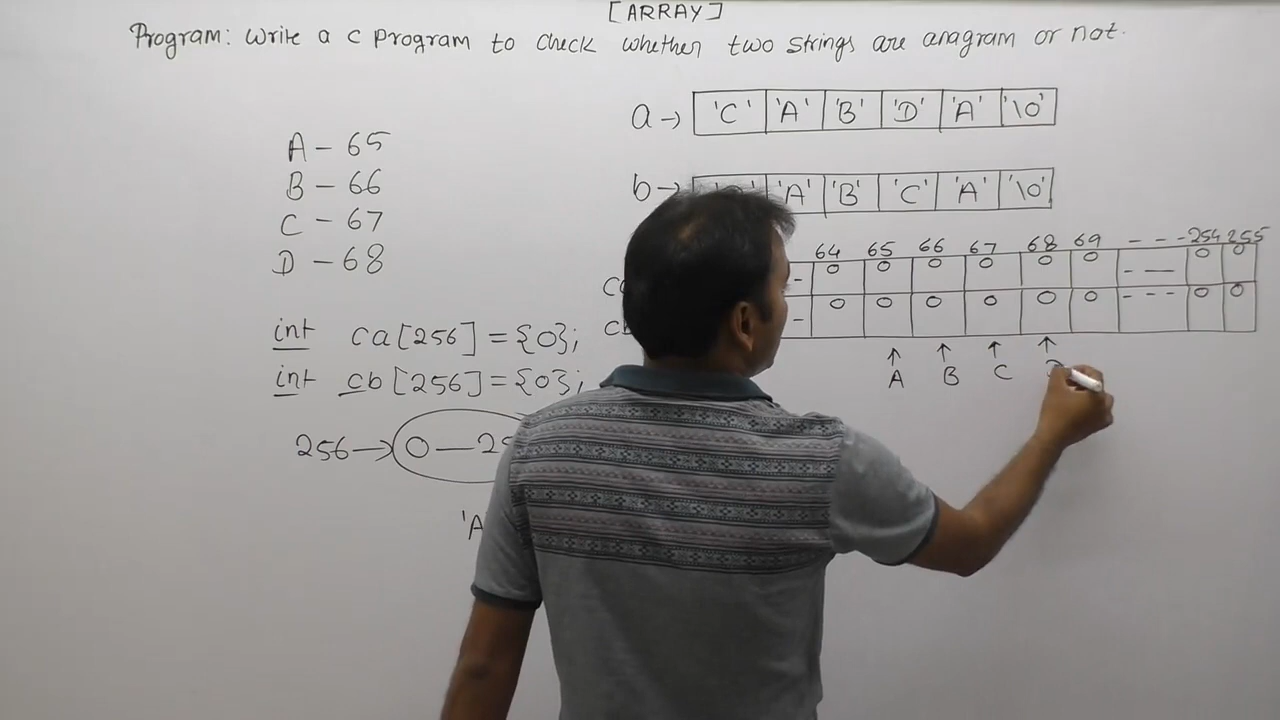 [ARRAY]
Program: Write a C program to check whether two strings are anagram or not.
a→ 'C' 'A' 'B' 'D' 'A' '\0'
b→ 'A' 'B' 'C' 'A' '\0'
A – 65
B – 66
C – 67
D – 68
64 65 66 67 68 69 - - - 254 255
- 0 0 0 0 0 0 - — 0 0
- 0 0 0 0 0 0 - - - 0 0
↑ ↑ ↑ ↑
A B C
int ca[256] = {0};
int cb[256] = {0};
256 → 0 — 2
'A